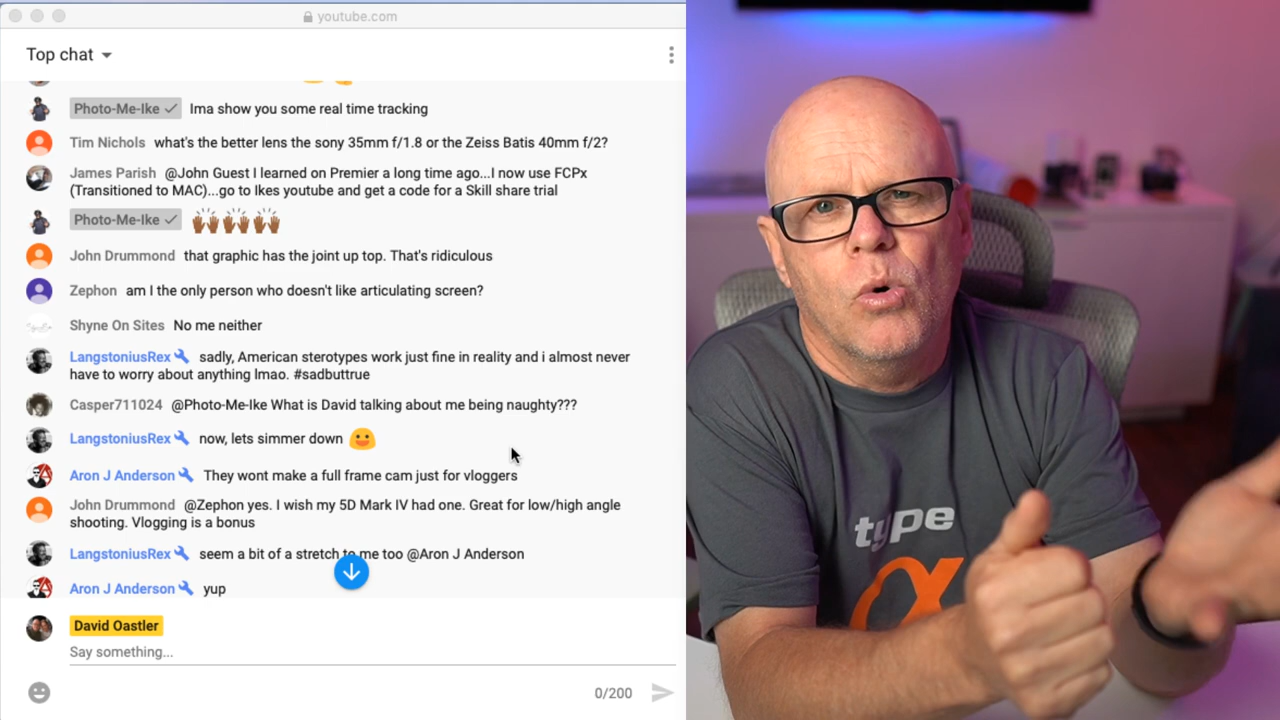 youtube.com
Top chat
Photo-Me-Ike Ima show you some real time tracking
Tim Nichols what's the better lens the sony 35mm f/1.8 or the Zeiss Batis 40mm f/2?
James Parish @John Guest I learned on Premier a long time ago...I now use FCPx
(Transitioned to MAC)...go to Ikes youtube and get a code for a Skill share trial
Photo-Me-Ike
John Drummond that graphic has the joint up top. That's ridiculous
Zephon am I the only person who doesn't like articulating screen?
Shyne On Sites No me neither
LangstoniusRex sadly, American sterotypes work just fine in reality and i almost never
have to worry about anything lmao. #sadbuttrue
Casper711024 @Photo-Me-Ike What is David talking about me being naughty???
LangstoniusRex now, lets simmer down
Aron J Anderson They wont make a full frame cam just for vloggers
John Drummond @Zephon yes. I wish my 5D Mark IV had one. Great for low/high angle
shooting. Vlogging is a bonus
LangstoniusRex seem a bit of a stretch to me too @Aron J Anderson
Aron J Anderson yup
David Oastler
Say something...
0/200
type
α